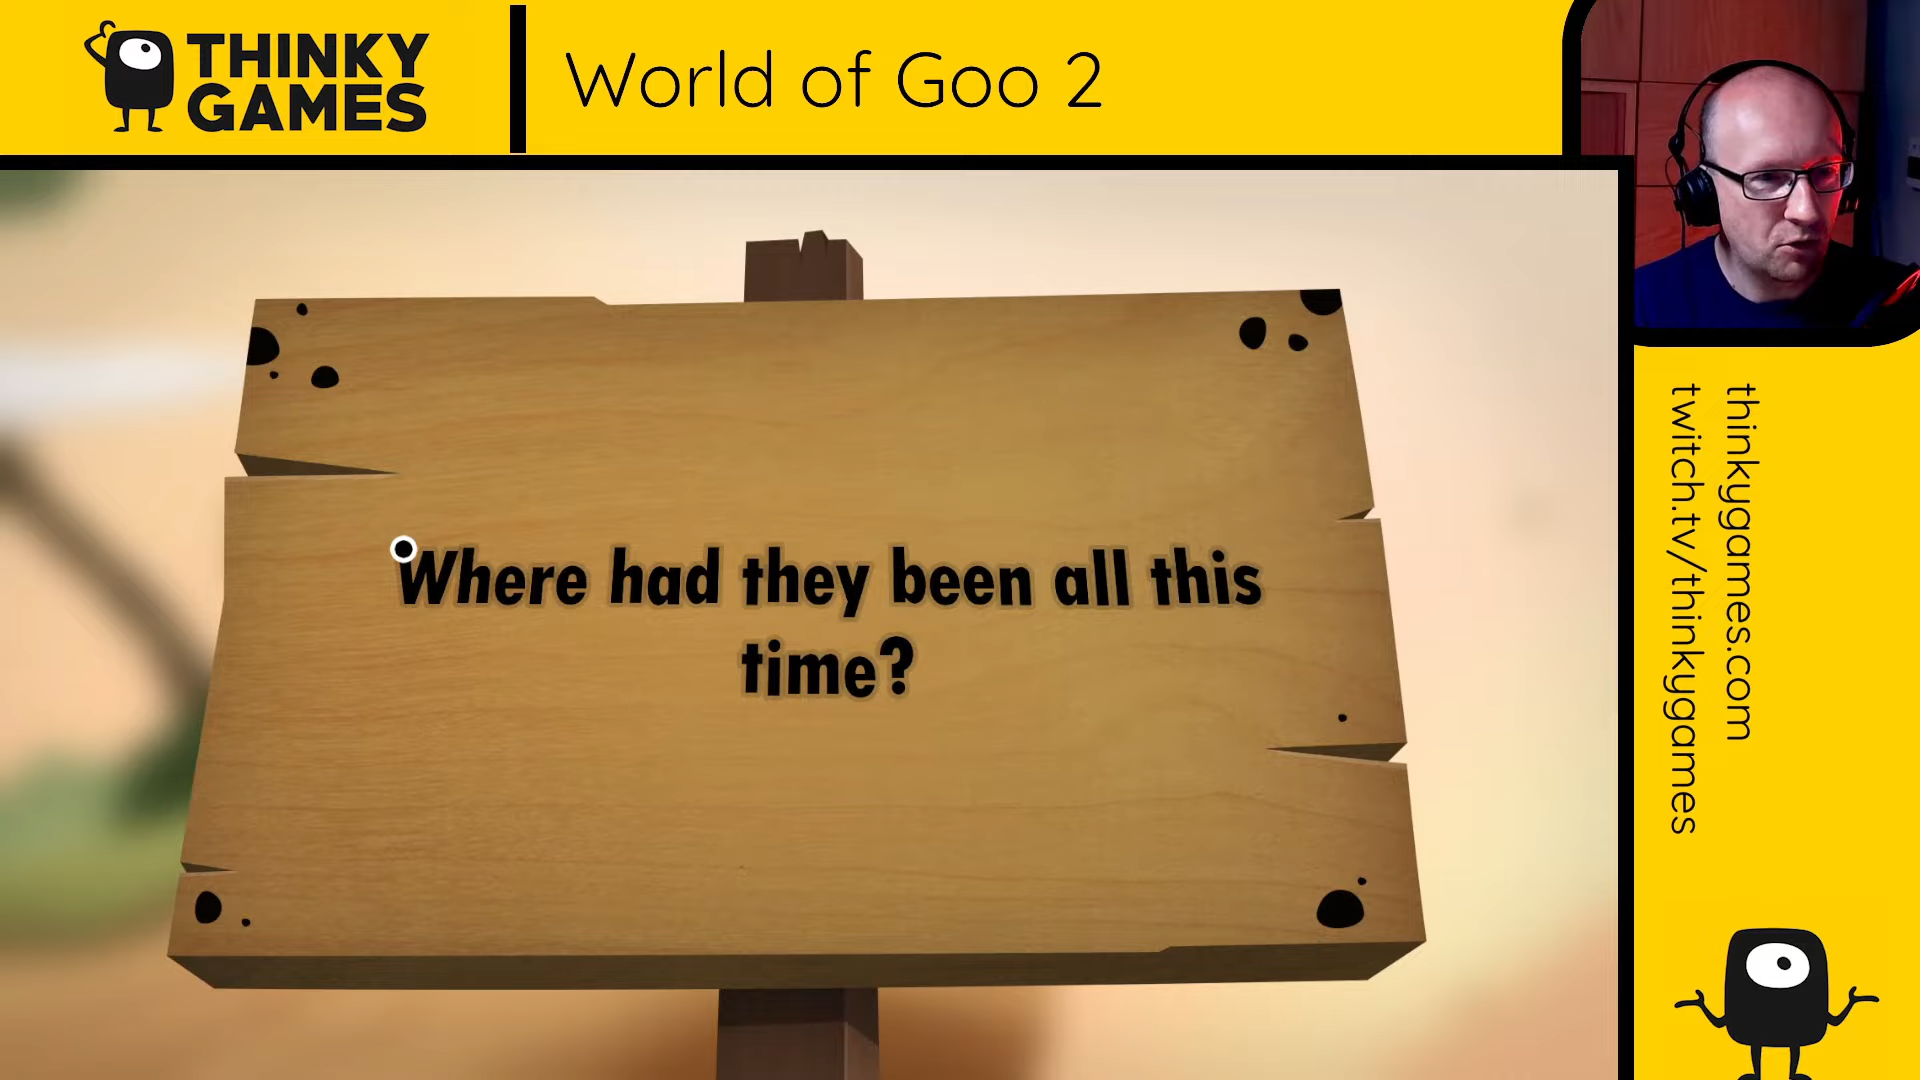 THINKY
GAMES
World of Goo 2
Where had they been all this
time?
thinkygames.com
twitch.tv/thinkygames